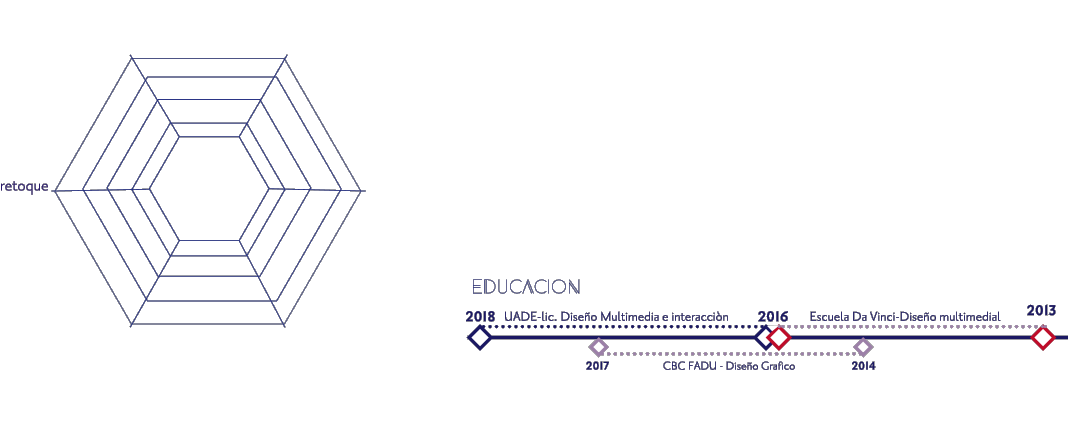 retoque
EDUCACION
2018 UADE-lic. Diseño Multimedia e interacciòn 2016 Escuela Da Vinci-Diseño multimedial 2013
2017 CBC FADU - Diseño Grafico 2014